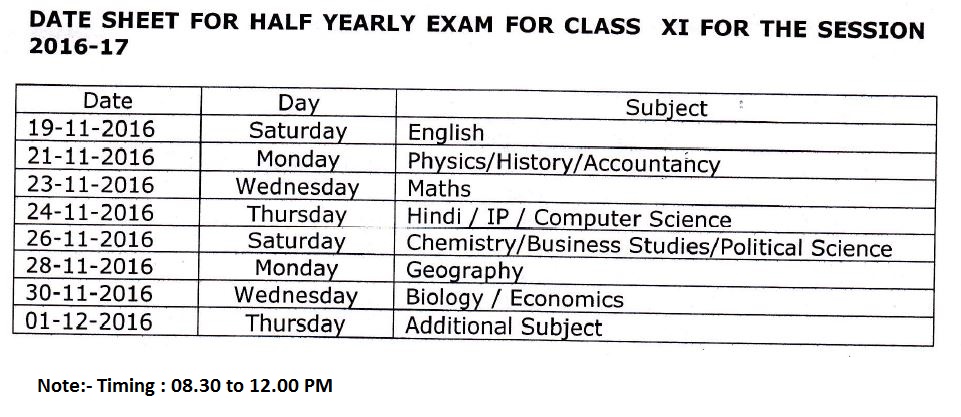 DATE SHEET FOR HALF YEARLY EXAM FOR CLASS XI FOR THE SESSION
2016-17
Date Day Subject
19-11-2016 Saturday English
21-11-2016 Monday Physics/History/Accountancy
23-11-2016 Wednesday Maths
24-11-2016 Thursday Hindi / IP / Computer Science
26-11-2016 Saturday Chemistry/Business Studies/Political Science
28-11-2016 Monday Geography
30-11-2016 Wednesday Biology / Economics
01-12-2016 Thursday Additional Subject
Note:- Timing : 08.30 to 12.00 PM